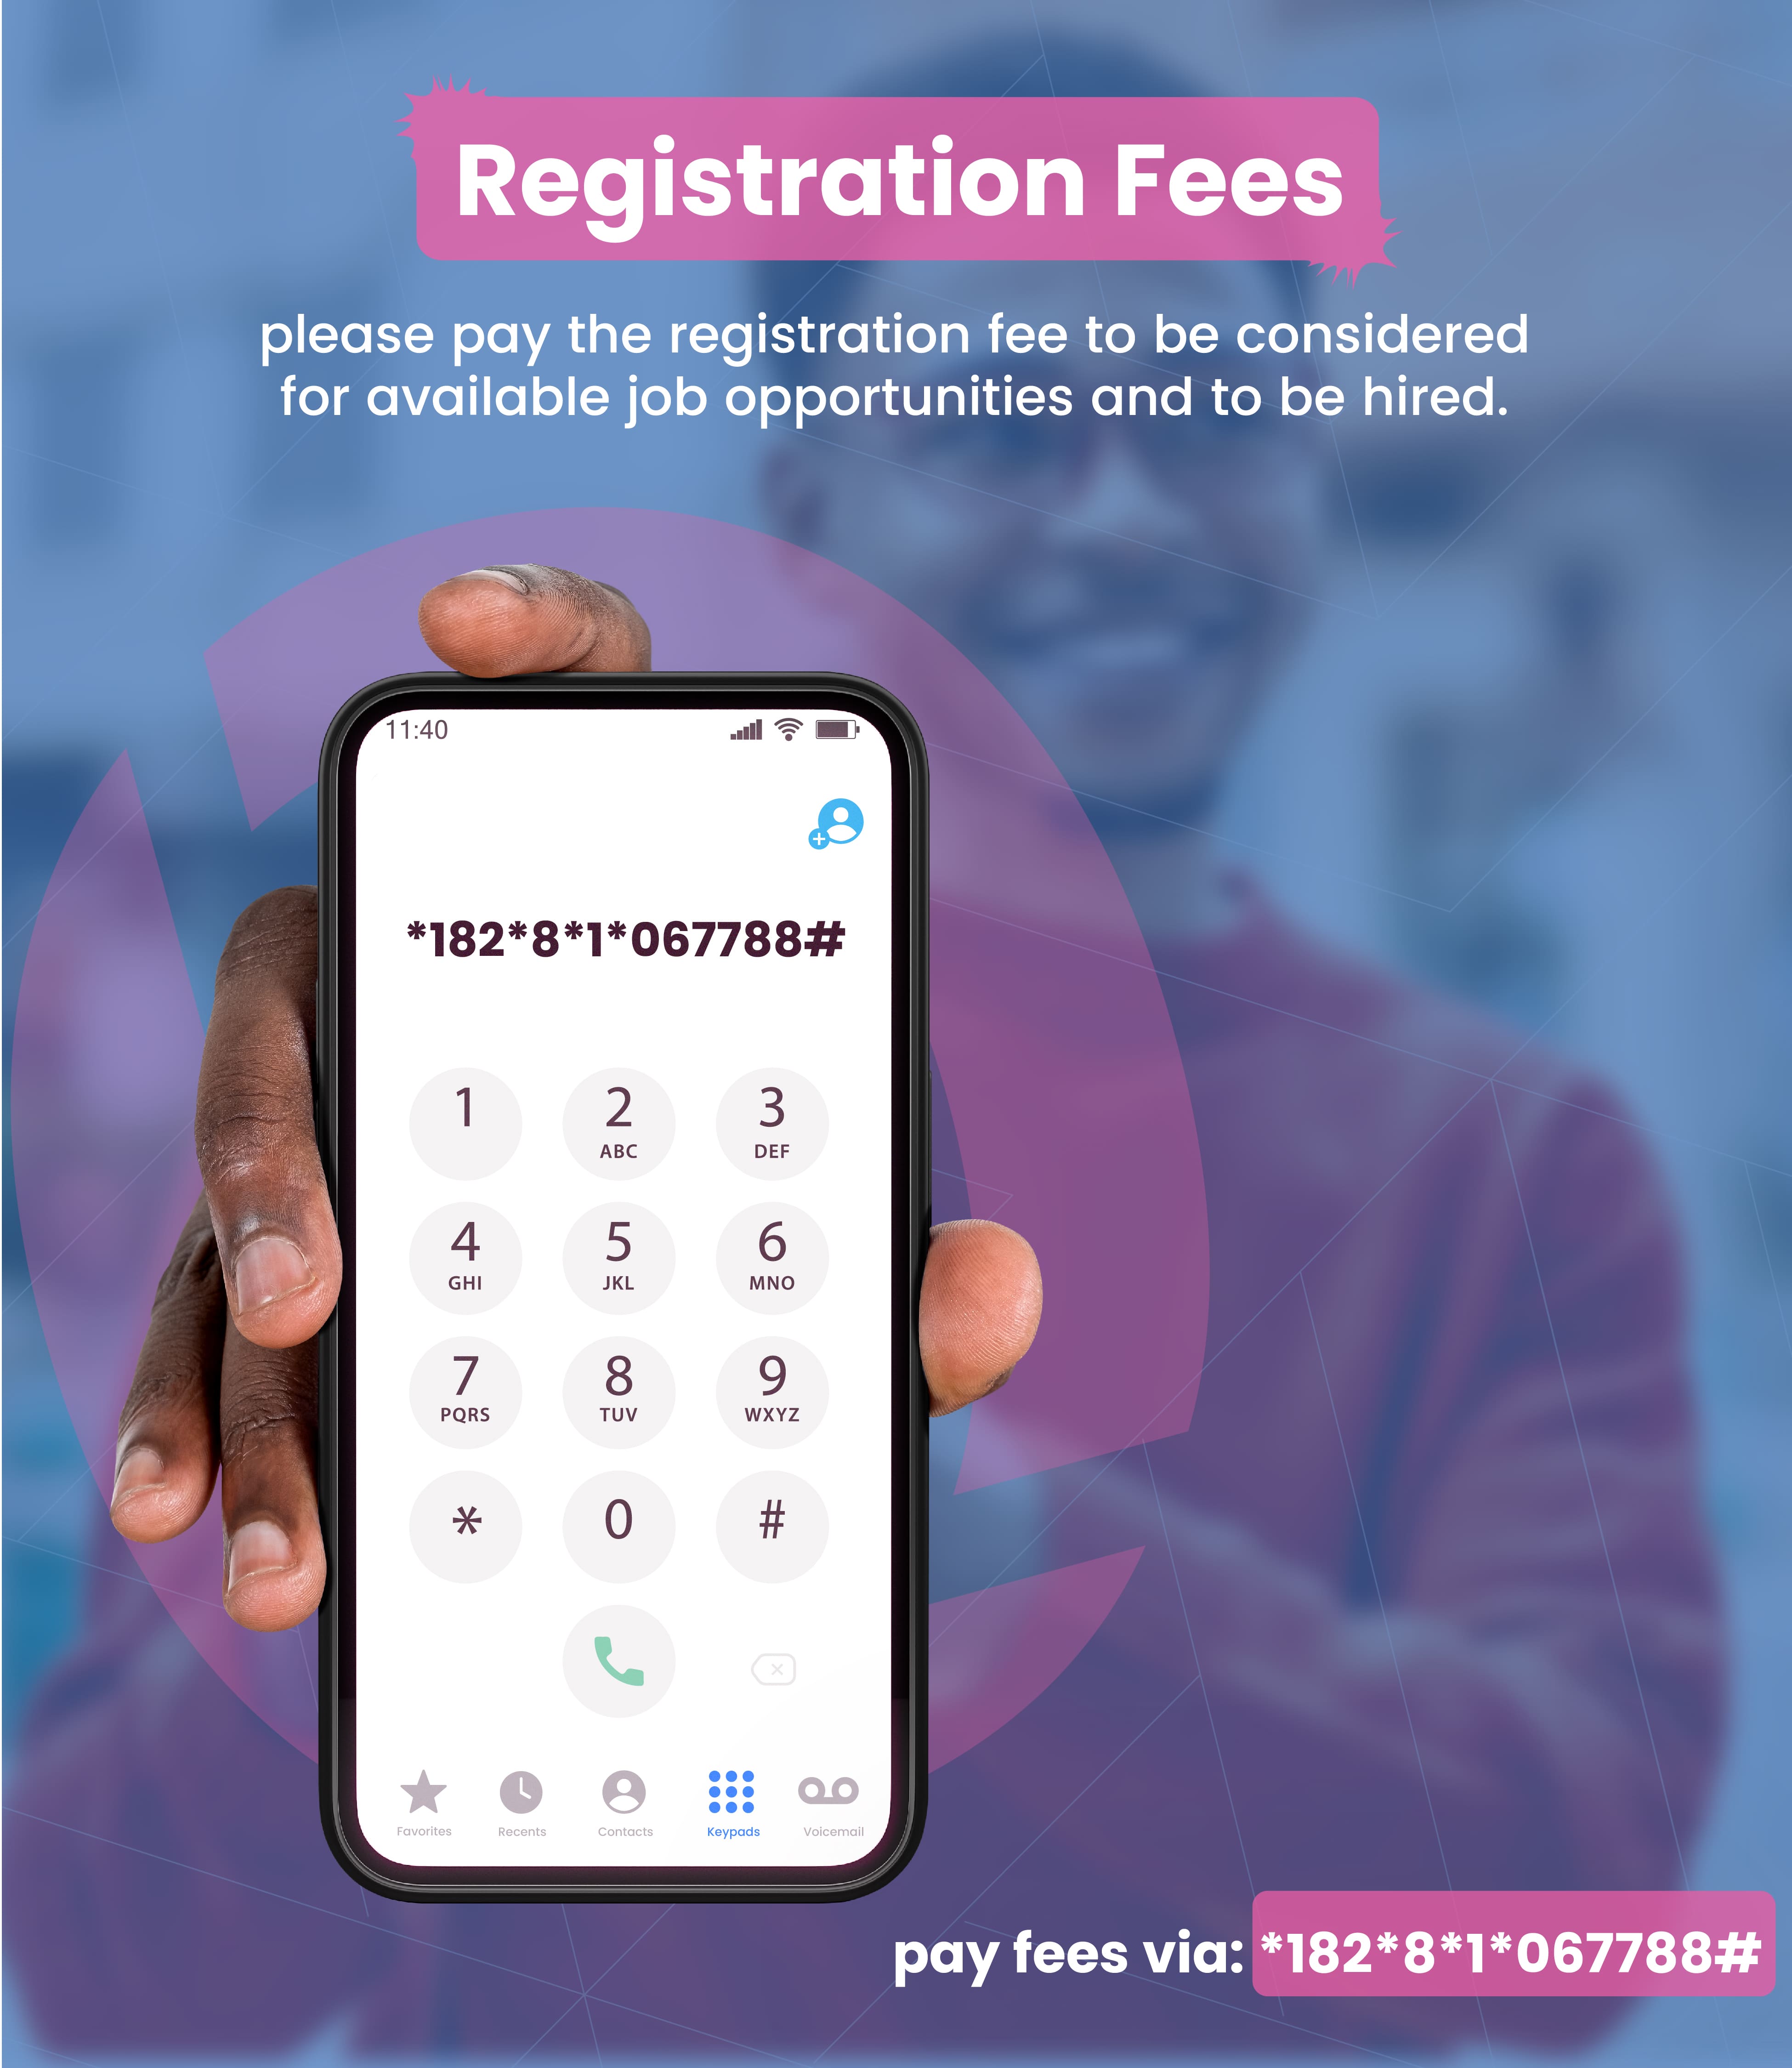 Registration Fees
please pay the registration fee to be considered
for available job opportunities and to be hired.
11:40
*182*8*1*067788#
1
2
ABC
3
DEF
4
GHI
5
JKL
6
MNO
7
PQRS
8
TUV
9
WXYZ
*
0
#
Favorites
Recents
Contacts
Keypads
Voicemail
pay fees via: *182*8*1*067788#